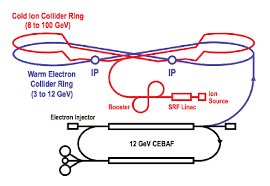 Cold Ion Collider Ring
(8 to 100 GeV)
IP
IP
Warm Electron
Collider Ring
(3 to 12 GeV)
Ion
Source
Booster
SRF Linac
Electron Injector
12 GeV CEBAF